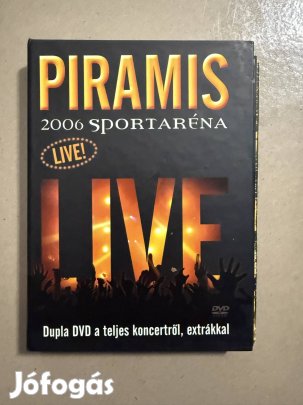 PIRAMIS
2006 SPORTARÉNA
LIVE!
LIVE
DVD
Dupla DVD a teljes koncertről, extrákkal
Jófogás